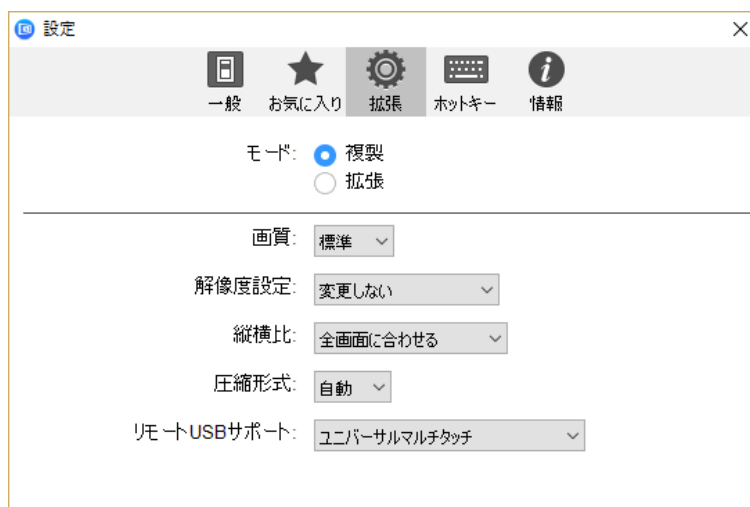 設定
一般 お気に入り 拡張 ホットキー 情報
モード: 複製
拡張
画質: 標準
解像度設定: 変更しない
縦横比: 全画面に合わせる
圧縮形式: 自動
リモートUSBサポート: ユニバーサルマルチタッチ